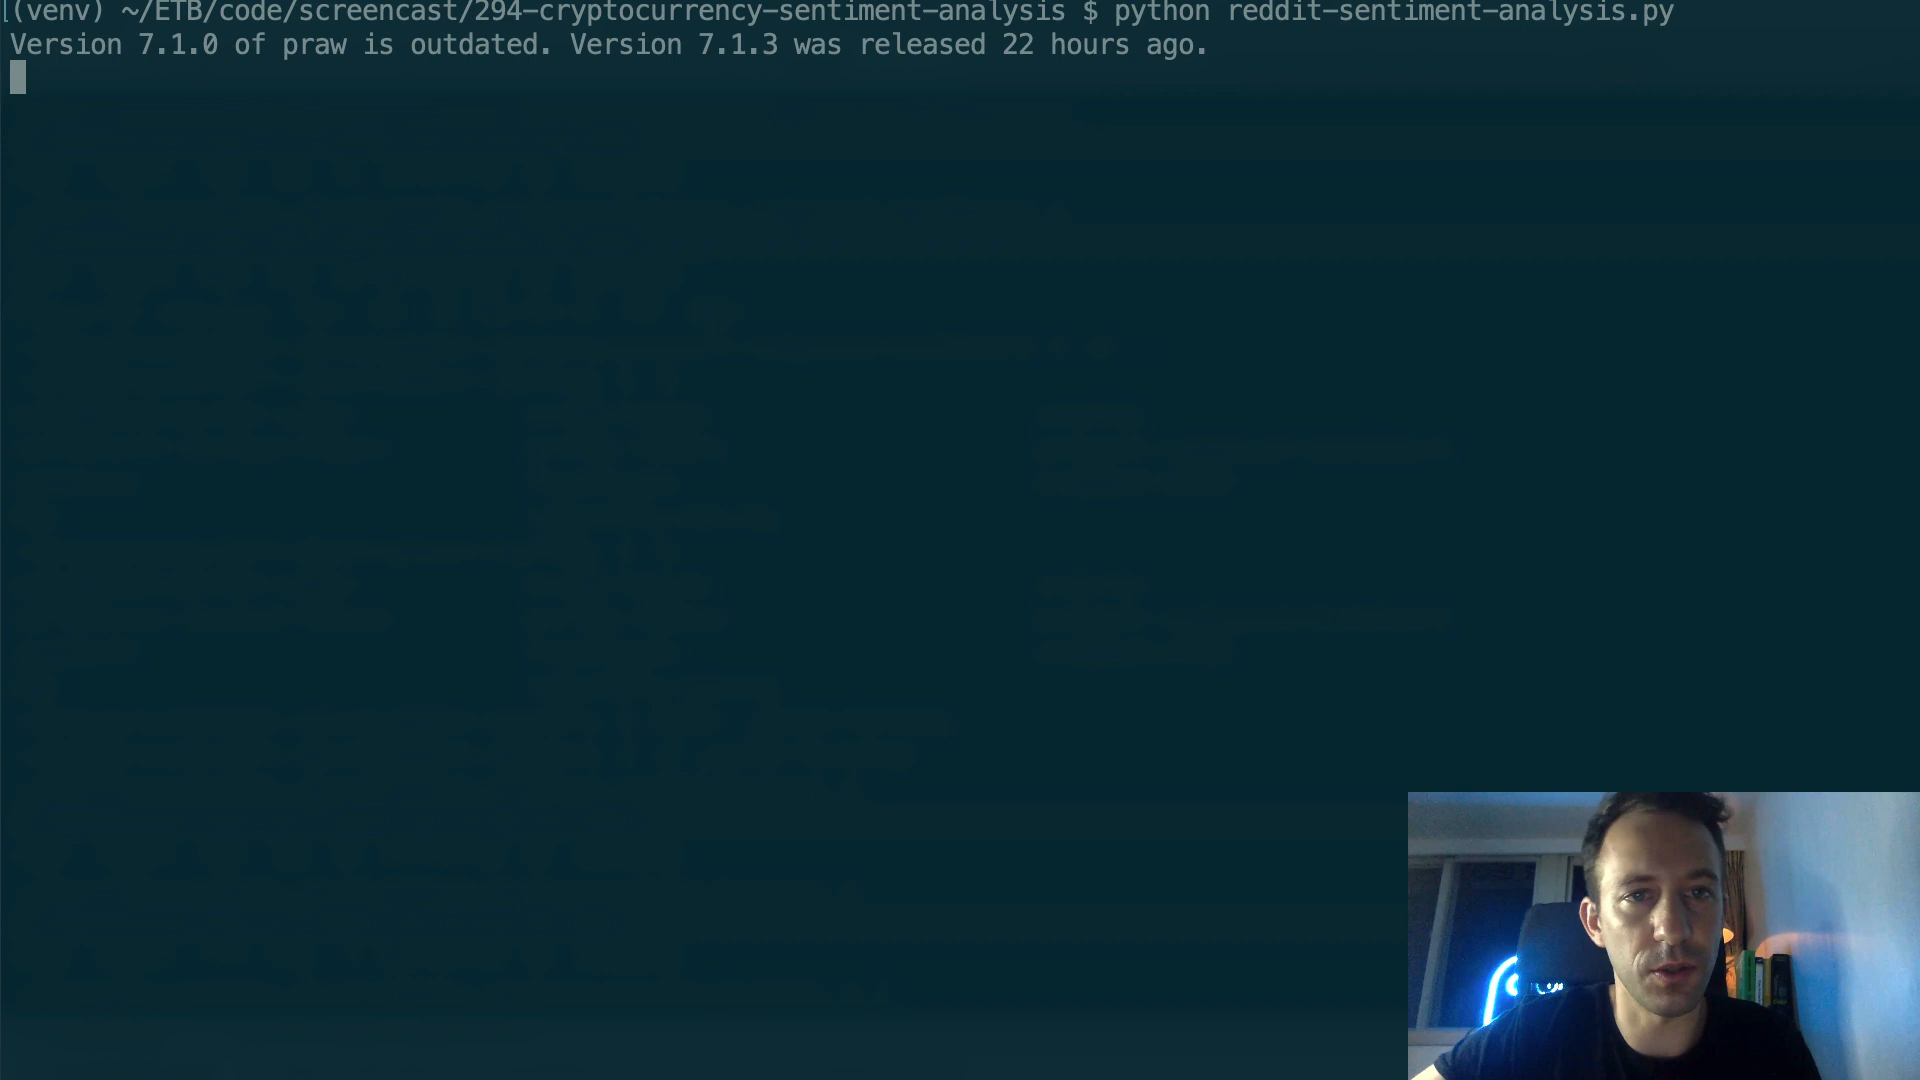 (venv) ~/ETB/code/screencast/294-cryptocurrency-sentiment-analysis $ python reddit-sentiment-analysis.py
Version 7.1.0 of praw is outdated. Version 7.1.3 was released 22 hours ago.